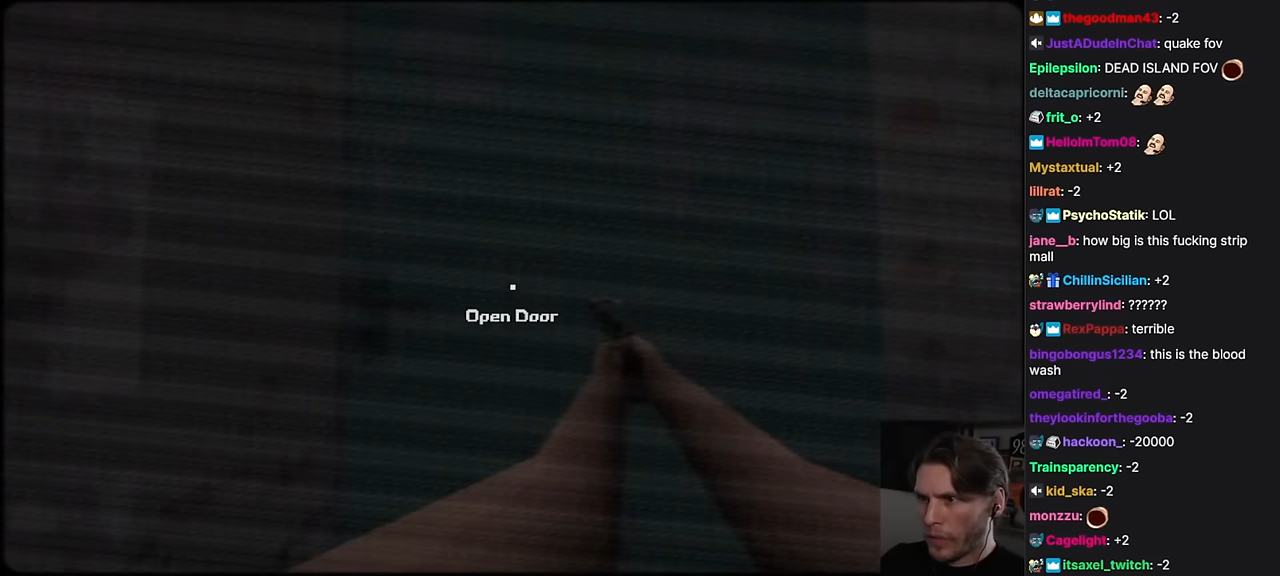 Open Door
thegoodman43: -2
JustADudeInChat: quake fov
Epilepsilon: DEAD ISLAND FOV
deltacapricorni:
frit_o: +2
HelloImTom08:
Mystaxtual: +2
lillrat: -2
PsychoStatik: LOL
jane__b: how big is this fucking strip
mall
ChillinSicilian: +2
strawberrylind: ??????
RexPappa: terrible
bingobongus1234: this is the blood
wash
omegatired_: -2
theylookinforthegooba: -2
hackoon_: -20000
Trainsparency: -2
kid_ska: -2
monzzu:
Cagelight: +2
itsaxel_twitch: -2